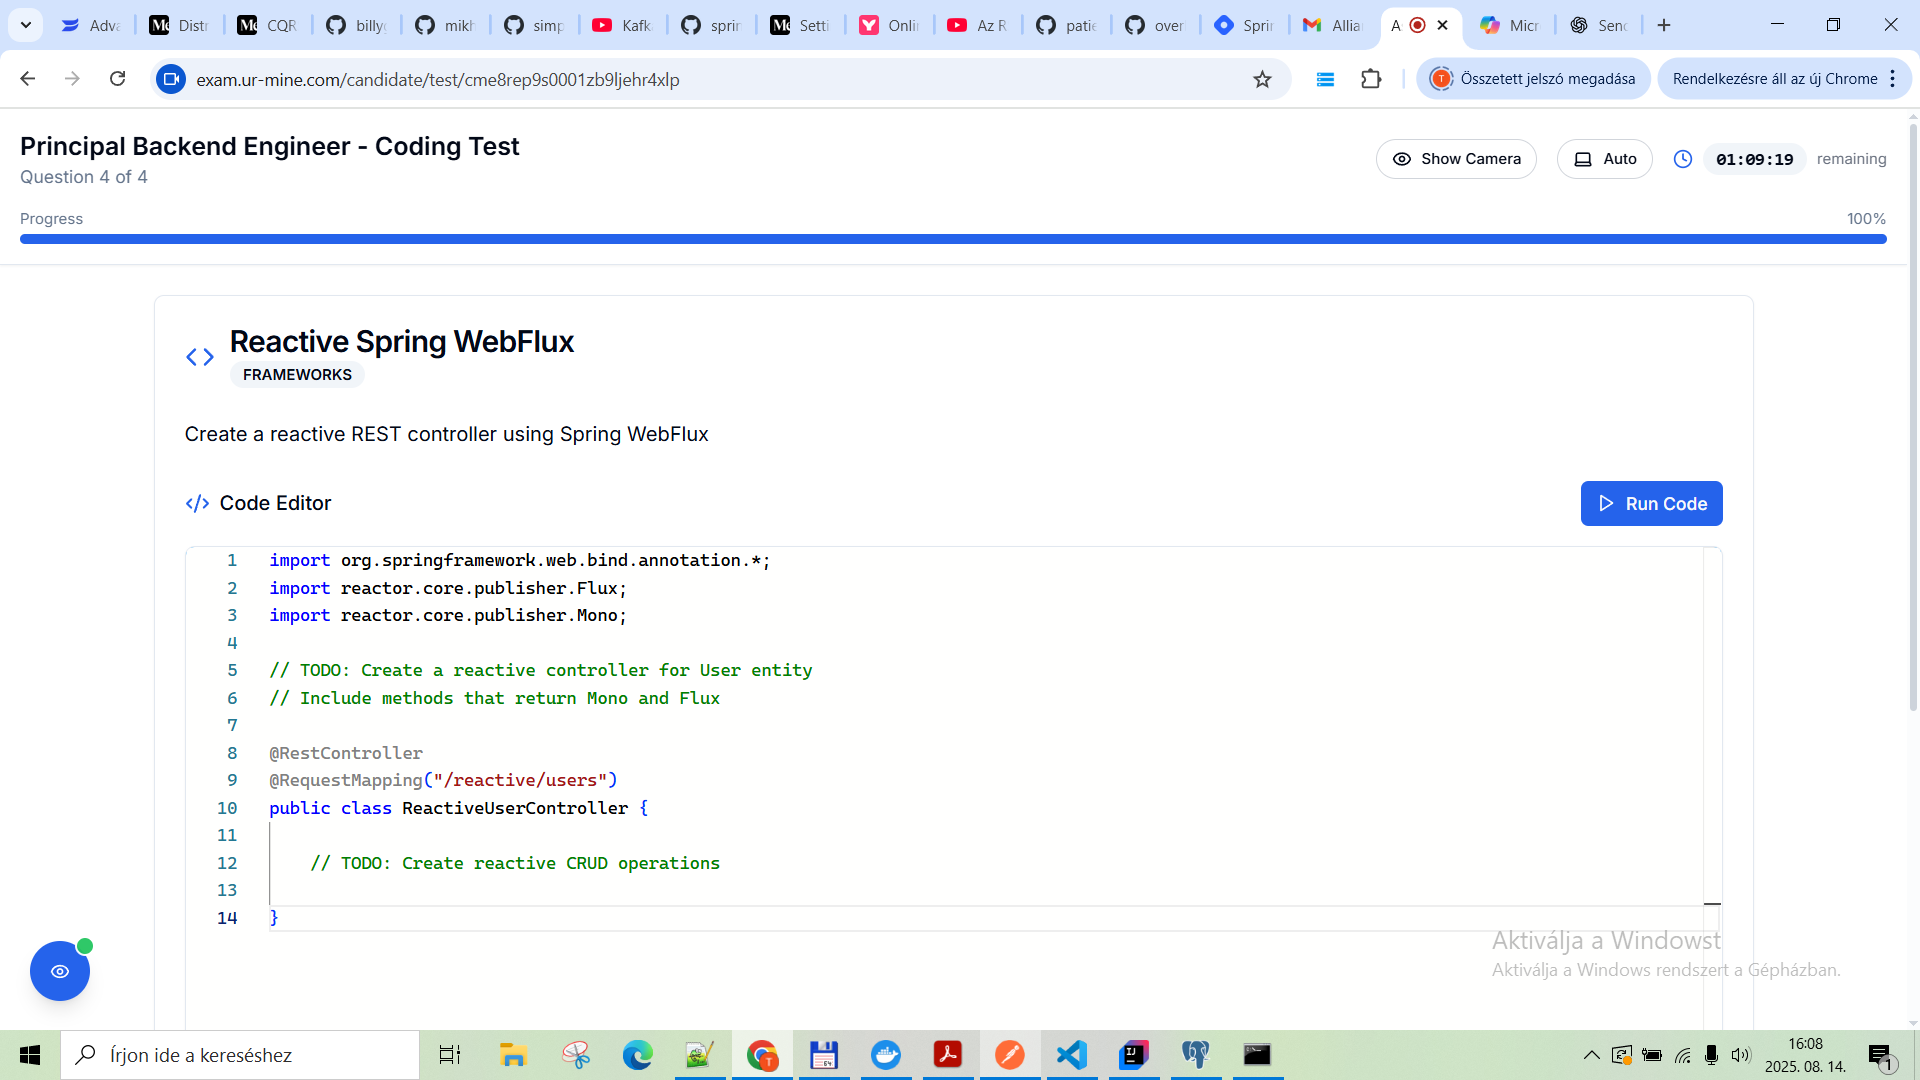 Adva
Distr
CQR
billyg
mikh
simp
Kafk
sprin
Setti
Onlin
Az R
patie
over
Sprin
Allia
A
Micr
Send
exam.ur-mine.com/candidate/test/cme8rep9s0001zb9ljehr4xlp
Összetett jelszó megadása
Rendelkezésre áll az új Chrome
Principal Backend Engineer - Coding Test
Question 4 of 4
Show Camera
Auto
01:09:19 remaining
Progress
100%
Reactive Spring WebFlux
FRAMEWORKS
Create a reactive REST controller using Spring WebFlux
</> Code Editor
Run Code
1 import org.springframework.web.bind.annotation.*;
2 import reactor.core.publisher.Flux;
3 import reactor.core.publisher.Mono;
4
5 // TODO: Create a reactive controller for User entity
6 // Include methods that return Mono and Flux
7
8 @RestController
9 @RequestMapping("/reactive/users")
10 public class ReactiveUserController {
11
12 // TODO: Create reactive CRUD operations
13
14 }
Aktiválja a Windowst
Aktiválja a Windows rendszert a Gépházban.
Írjon ide a kereséshez
16:08
2025. 08. 14.
1